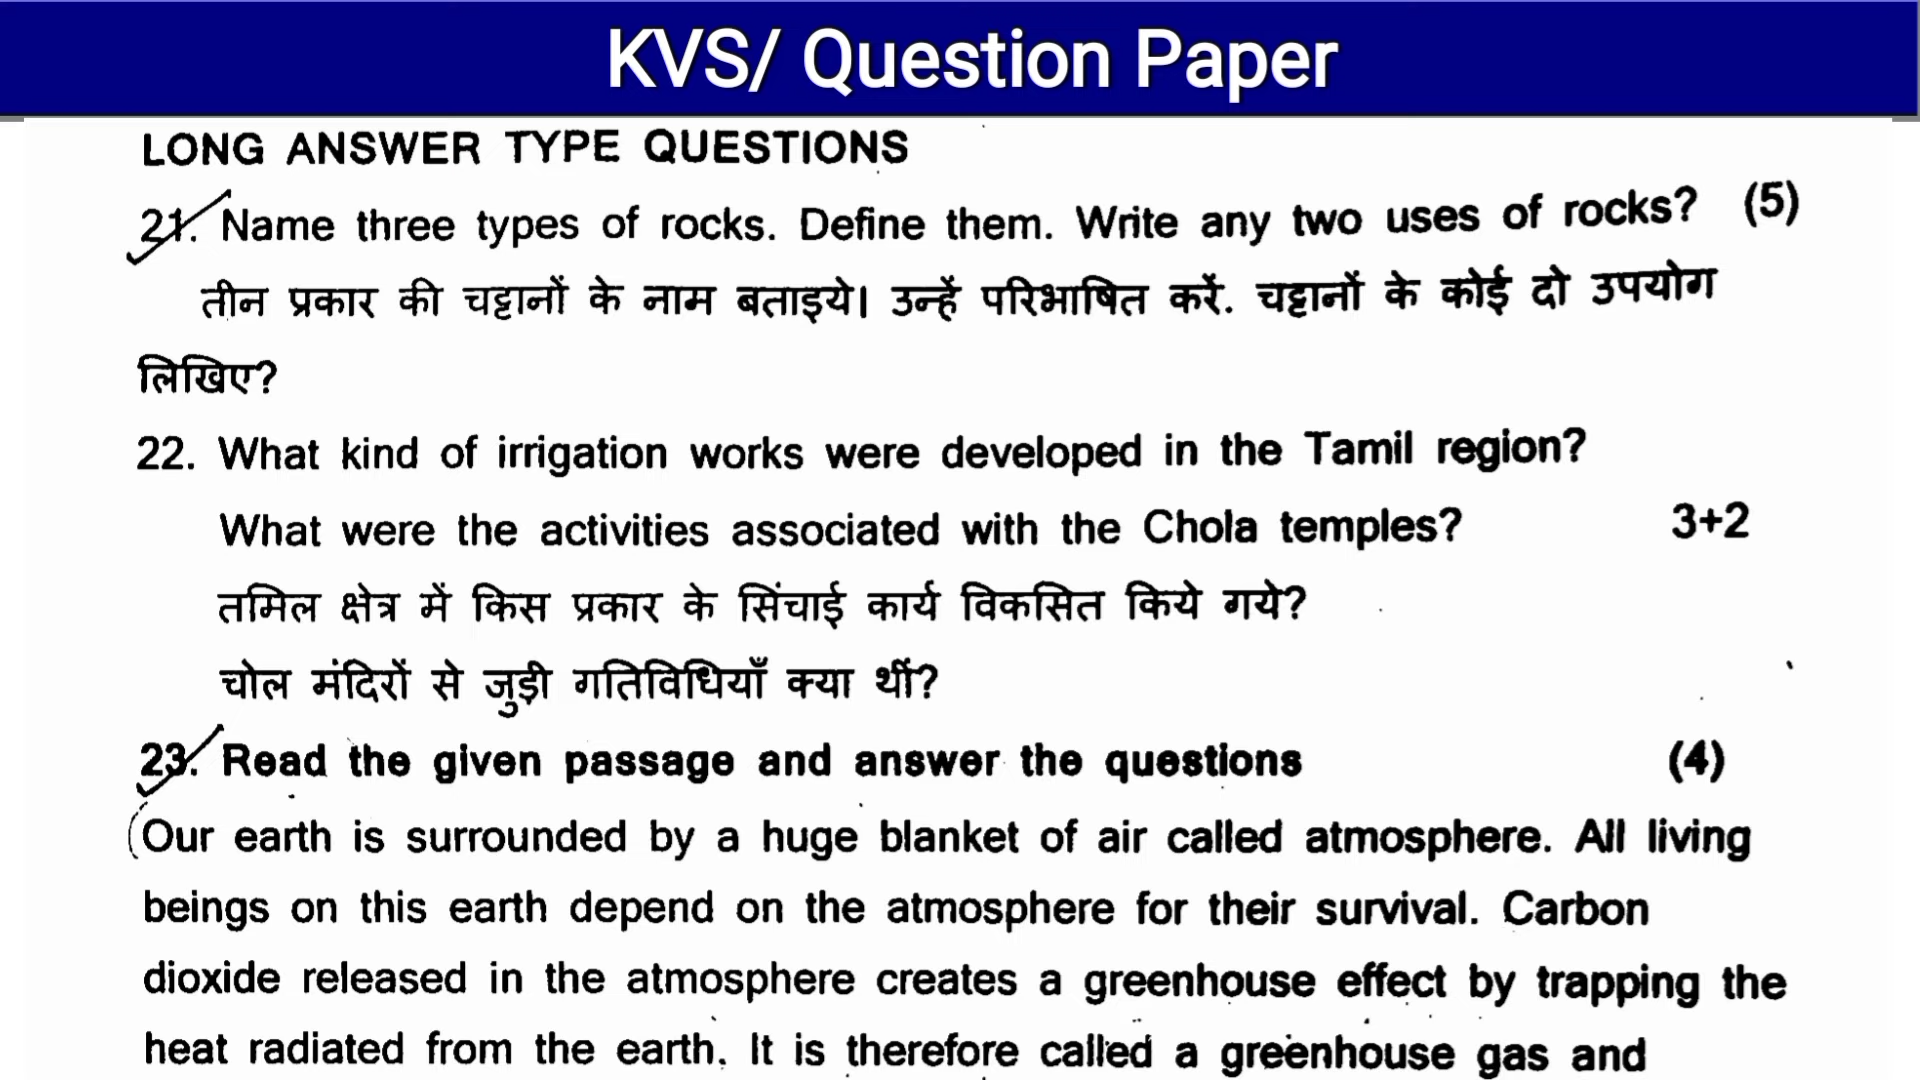 KVS/ Question Paper
LONG ANSWER TYPE QUESTIONS
21. Name three types of rocks. Define them. Write any two uses of rocks? (5)
तीन प्रकार की चट्टानों के नाम बताइये। उन्हें परिभाषित करें. चट्टानों के कोई दो उपयोग
लिखिए?
22. What kind of irrigation works were developed in the Tamil region?
What were the activities associated with the Chola temples? 3+2
तमिल क्षेत्र में किस प्रकार के सिंचाई कार्य विकसित किये गये?
चोल मंदिरों से जुड़ी गतिविधियाँ क्या थीं?
23. Read the given passage and answer the questions (4)
(Our earth is surrounded by a huge blanket of air called atmosphere. All living
beings on this earth depend on the atmosphere for their survival. Carbon
dioxide released in the atmosphere creates a greenhouse effect by trapping the
heat radiated from the earth. It is therefore called a greenhouse gas and